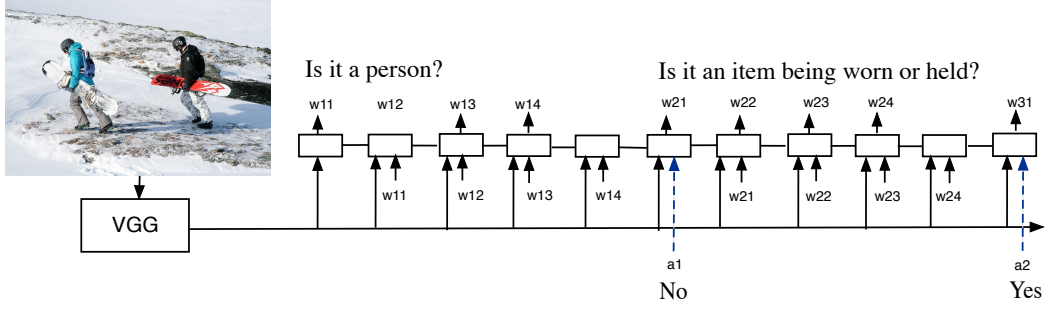 Is it a person?
Is it an item being worn or held?
w11 w12 w13 w14 w21 w22 w23 w24 w31
w11 w12 w13 w14 w21 w22 w23 w24
VGG
a1 a2
No Yes